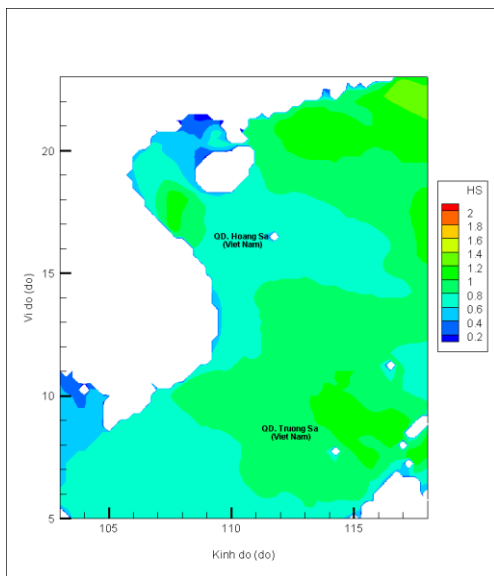 20
15
10
5
105
110
115
Vi do (do)
Kinh do (do)
QD. Hoang Sa
(Viet Nam)
QD. Truong Sa
(Viet Nam)
HS
2
1.8
1.6
1.4
1.2
1
0.8
0.6
0.4
0.2